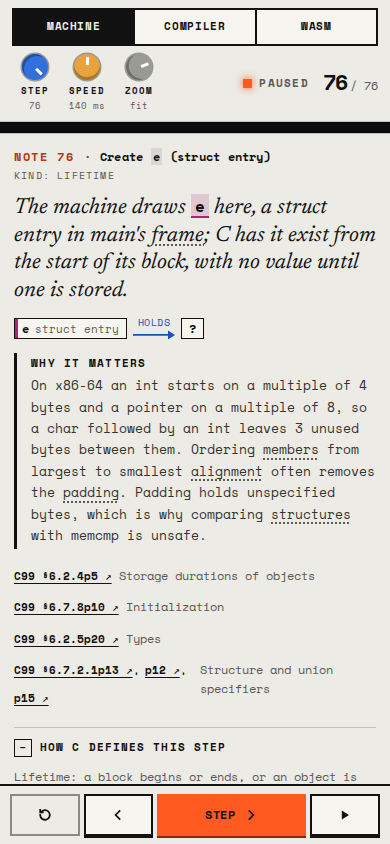 MACHINE COMPILER WASM
STEP SPEED ZOOM
76 140 ms fit
PAUSED 76 / 76
NOTE 76 · Create e (struct entry)
KIND: LIFETIME
The machine draws e here, a struct
entry in main's frame; C has it exist from
the start of its block, with no value until
one is stored.
e struct entry HOLDS ?
WHY IT MATTERS
On x86-64 an int starts on a multiple of 4
bytes and a pointer on a multiple of 8, so
a char followed by an int leaves 3 unused
bytes between them. Ordering members from
largest to smallest alignment often removes
the padding. Padding holds unspecified
bytes, which is why comparing structures
with memcmp is unsafe.
C99 §6.2.4p5 ↗ Storage durations of objects
C99 §6.7.8p10 ↗ Initialization
C99 §6.2.5p20 ↗ Types
C99 §6.7.2.1p13 ↗, p12 ↗, Structure and union
p15 ↗ specifiers
− HOW C DEFINES THIS STEP
Lifetime: a block begins or ends, or an object is
STEP